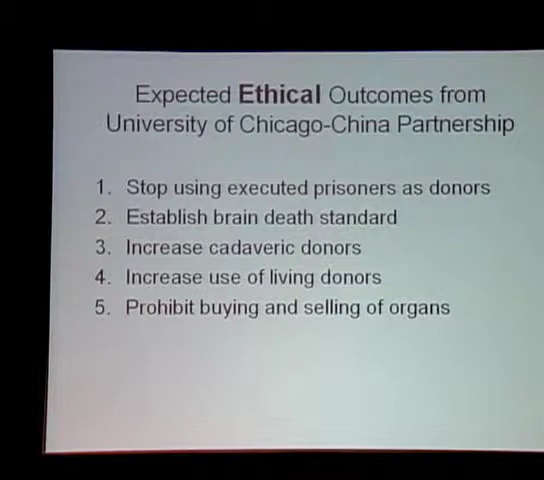 Expected Ethical Outcomes from
University of Chicago-China Partnership
1. Stop using executed prisoners as donors
2. Establish brain death standard
3. Increase cadaveric donors
4. Increase use of living donors
5. Prohibit buying and selling of organs